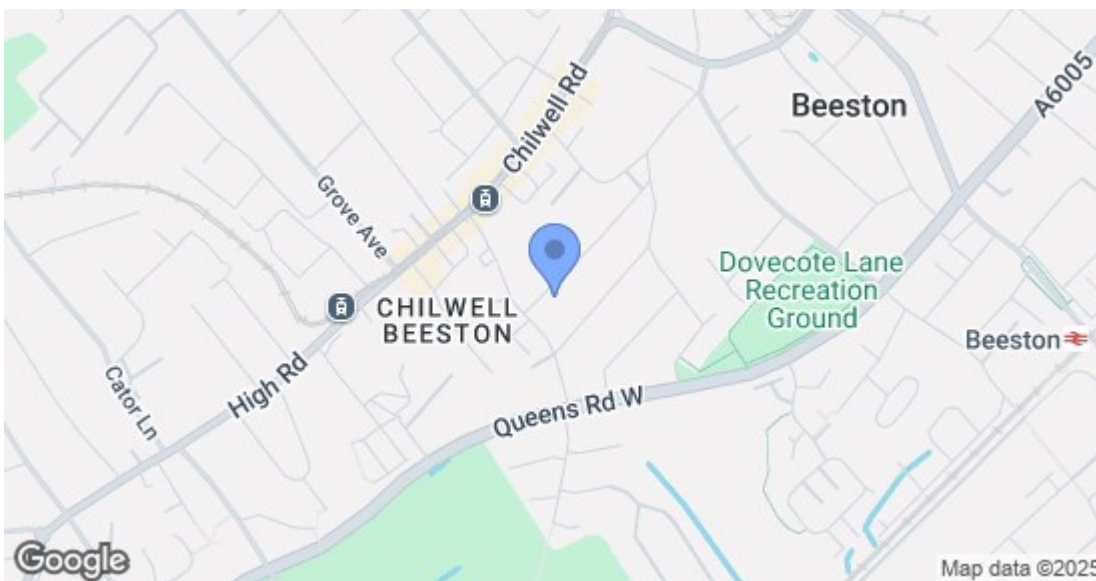 Beeston
A6005
Chilwell Rd
Grove Ave
Dovecote Lane
Recreation
Ground
CHILWELL
BEESTON
Beeston
High Rd
Cator Ln
Queens Rd W
Google
Map data ©2025